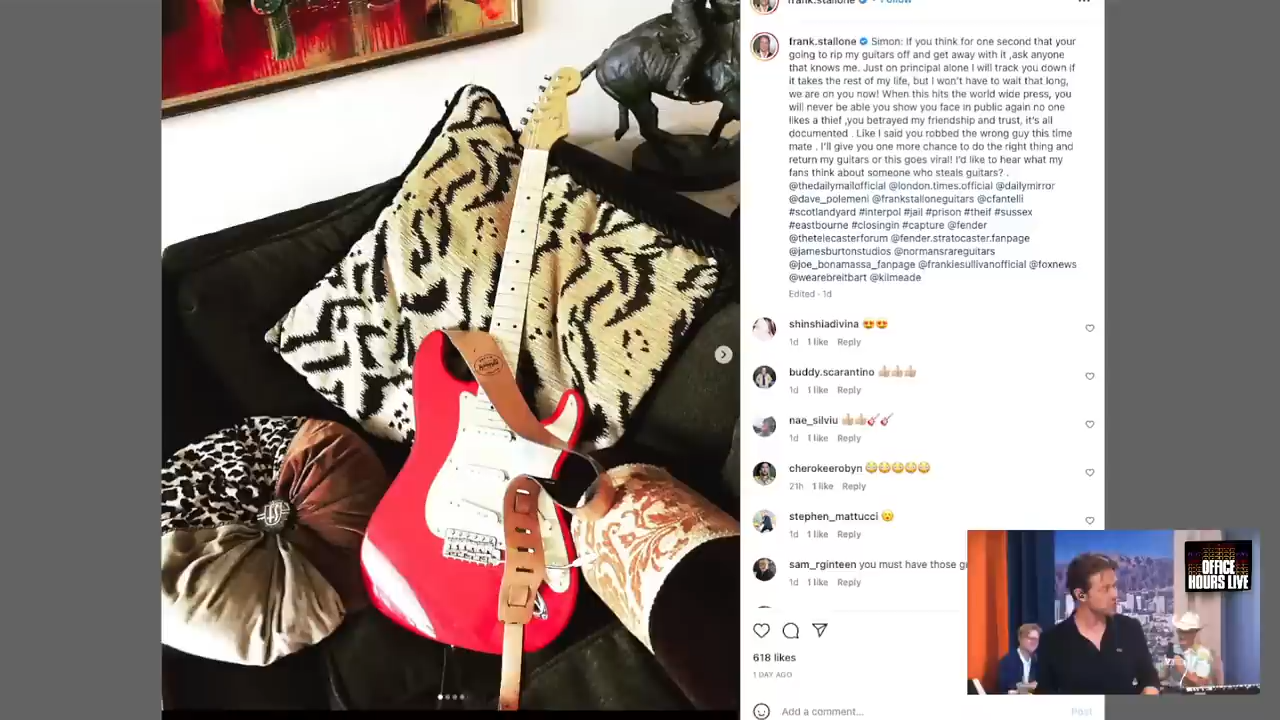 frank.stallone Follow
frank.stallone Simon: If you think for one second that your
going to rip my guitars off and get away with it ,ask anyone
that knows me. Just on principal alone I will track you down if
it takes the rest of my life, but I won't have to wait that long,
we are on you now! When this hits the world wide press, you
will never be able you show you face in public again no one
likes a thief ,you betrayed my friendship and trust, it's all
documented . Like I said you robbed the wrong guy this time
mate . I'll give you one more chance to do the right thing and
return my guitars or this goes viral! I'd like to hear what my
fans think about someone who steals guitars? .
@thedailymailofficial @london.times.official @dailymirror
@dave_polemeni @frankstalloneguitars @cfantelli
#scotlandyard #interpol #jail #prison #theif #sussex
#eastbourne #closingin #capture @fender
@thetelecasterforum @fender.stratocaster.fanpage
@jamesburtonstudios @normansrareguitars
@joe_bonamassa_fanpage @frankiesullivanofficial @foxnews
@wearebreitbart @kilmeade
Edited · 1d
shinshiadivina 😍😍
1d 1 like Reply
buddy.scarantino 👍🏼👍🏼👍🏼
1d 1 like Reply
nae_silviu 👍🏼👍🏼🎸🎸
1d 1 like Reply
cherokeerobyn 😳😳😳😳😳
21h 1 like Reply
stephen_mattucci 😢
1d 1 like Reply
sam_rginteen you must have those
1d 1 like Reply
618 likes
1 DAY AGO
Add a comment...
Post
OFFICE
HOURS LIVE